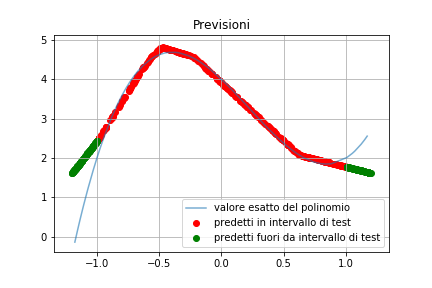 Previsioni
5
4
3
2
1
0
−1.0 −0.5 0.0 0.5 1.0
valore esatto del polinomio
predetti in intervallo di test
predetti fuori da intervallo di test